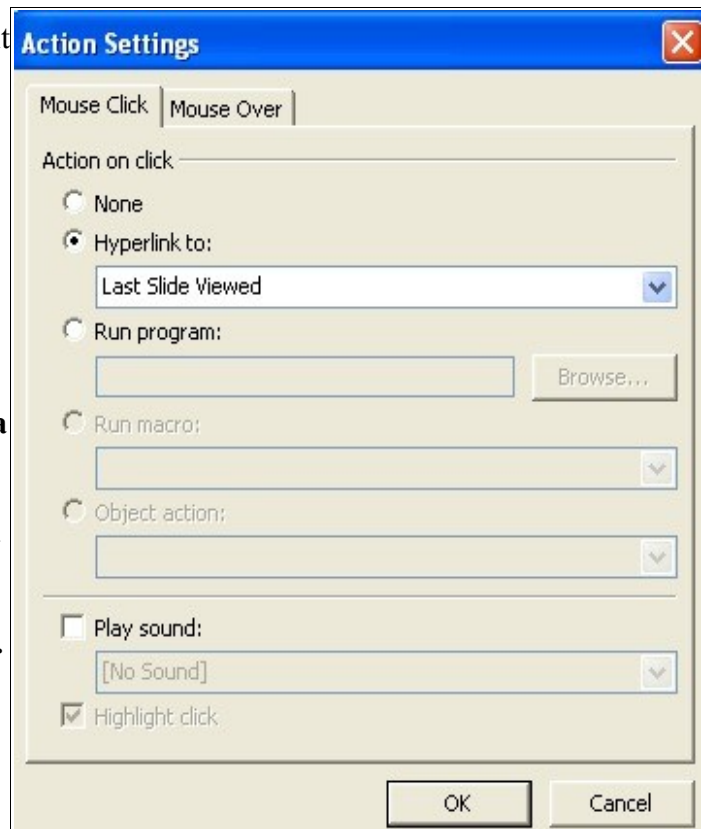 t
Action Settings
Mouse Click Mouse Over
Action on click
None
Hyperlink to:
Last Slide Viewed
Run program:
Browse...
a
Run macro:
Object action:
Play sound:
.
[No Sound]
Highlight click
OK Cancel